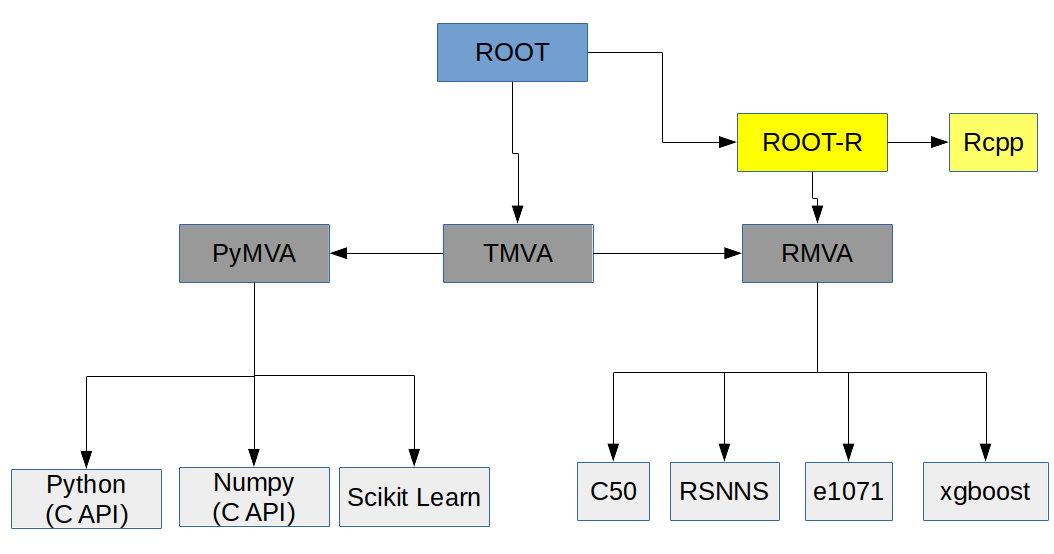 ROOT
ROOT-R
Rcpp
PyMVA
TMVA
RMVA
Python
(C API)
Numpy
(C API)
Scikit Learn
C50
RSNNS
e1071
xgboost